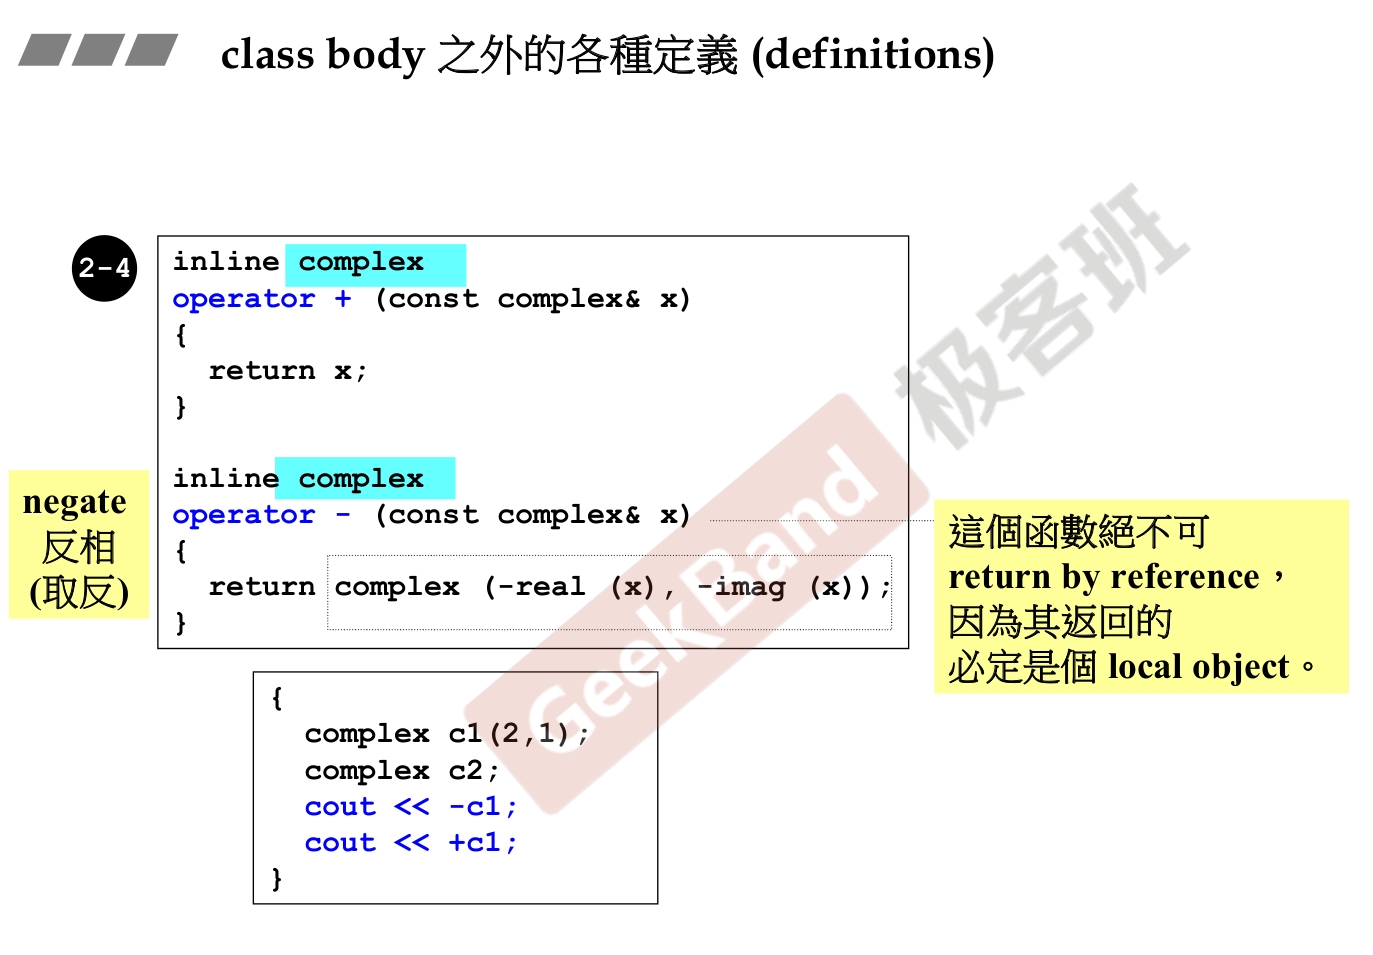 class body 之外的各種定義 (definitions)
2-4
inline complex
operator + (const complex& x)
{
  return x;
}
inline complex
operator - (const complex& x)
{
  return complex (-real (x), -imag (x));
}
negate
反相
(取反)
這個函數絕不可
return by reference，
因為其返回的
必定是個 local object。
{
  complex c1(2,1);
  complex c2;
  cout << -c1;
  cout << +c1;
}
GeekBand 极客班